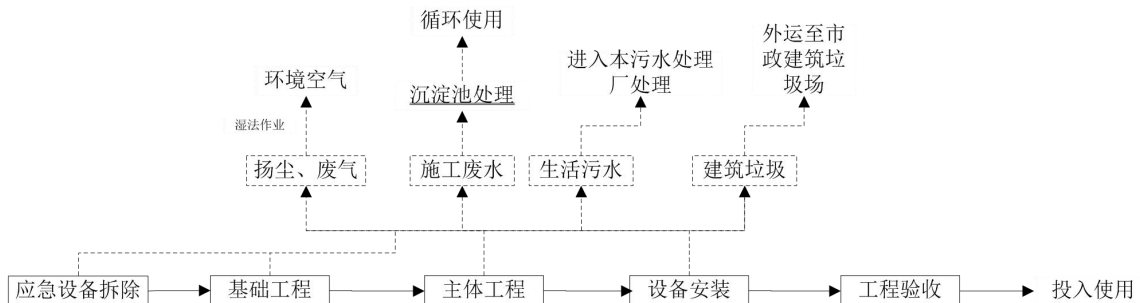 循环使用
环境空气
沉淀池处理
进入本污水处理
厂处理
外运至市
政建筑垃
圾场
湿法作业
扬尘、废气
施工废水
生活污水
建筑垃圾
应急设备拆除
基础工程
主体工程
设备安装
工程验收
投入使用